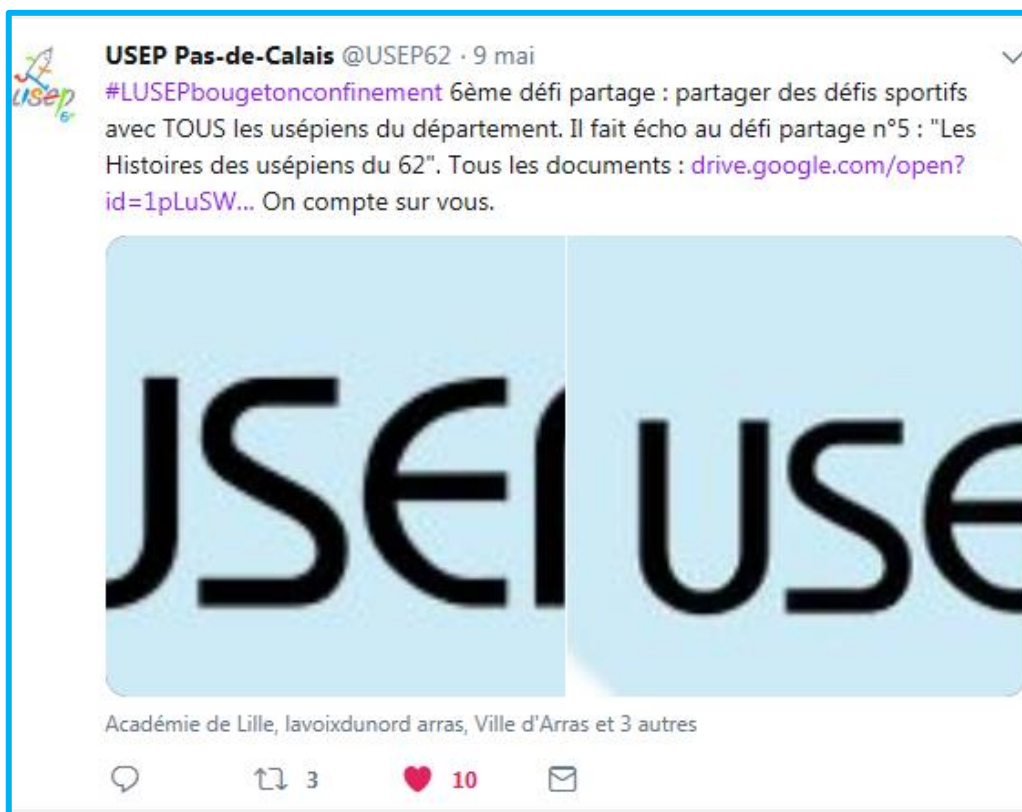 USEP Pas-de-Calais @USEP62 · 9 mai
usep
#LUSEPbougetonconfinement 6ème défi partage : partager des défis sportifs
avec TOUS les usépiens du département. Il fait écho au défi partage n°5 : "Les
Histoires des usépiens du 62". Tous les documents : drive.google.com/open?
id=1pLuSW... On compte sur vous.
USE
USE
Académie de Lille, lavoixdunord arras, Ville d'Arras et 3 autres
3 10